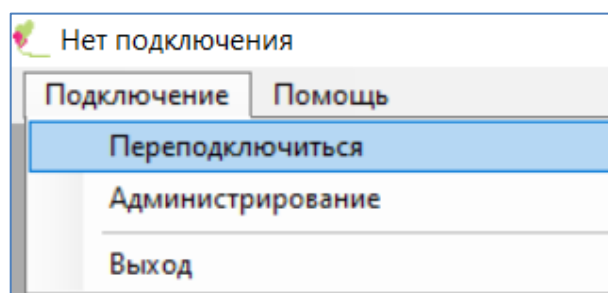 Нет подключения
Подключение Помощь
Переподключиться
Администрирование
Выход